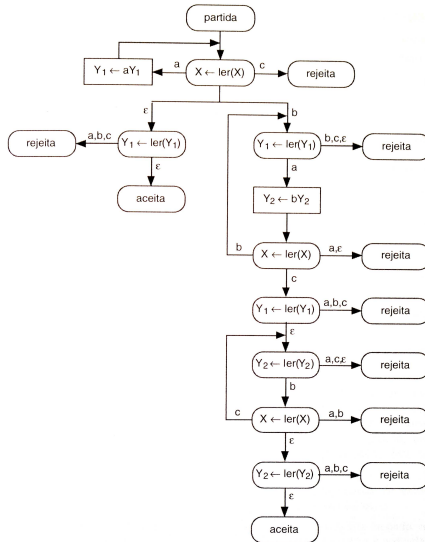 partida
Y₁ ← aY₁
a
X ← ler(X)
c
rejeita
ε
b
rejeita
a,b,c
Y₁ ← ler(Y₁)
Y₁ ← ler(Y₁)
b,c,ε
rejeita
ε
a
aceita
Y₂ ← bY₂
b
X ← ler(X)
a,ε
rejeita
c
Y₁ ← ler(Y₁)
a,b,c
rejeita
ε
Y₂ ← ler(Y₂)
a,c,ε
rejeita
b
c
X ← ler(X)
a,b
rejeita
ε
Y₂ ← ler(Y₂)
a,b,c
rejeita
ε
aceita